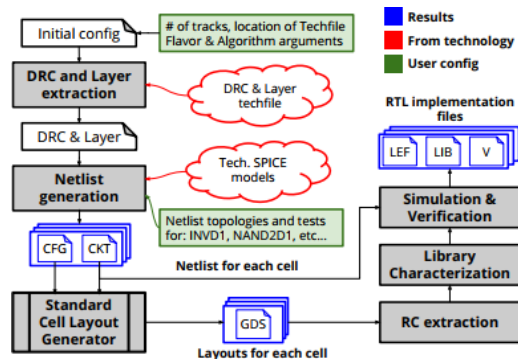 Initial config
# of tracks, location of Techfile
Flavor & Algorithm arguments
Results
From technology
User config
DRC and Layer
extraction
DRC & Layer
techfile
DRC & Layer
Netlist
generation
Tech. SPICE
models
Netlist topologies and tests
for: INVD1, NAND2D1, etc...
CFG
CKT
Netlist for each cell
Standard
Cell Layout
Generator
GDS
Layouts for each cell
RTL implementation
files
LEF
LIB
V
Simulation &
Verification
Library
Characterization
RC extraction